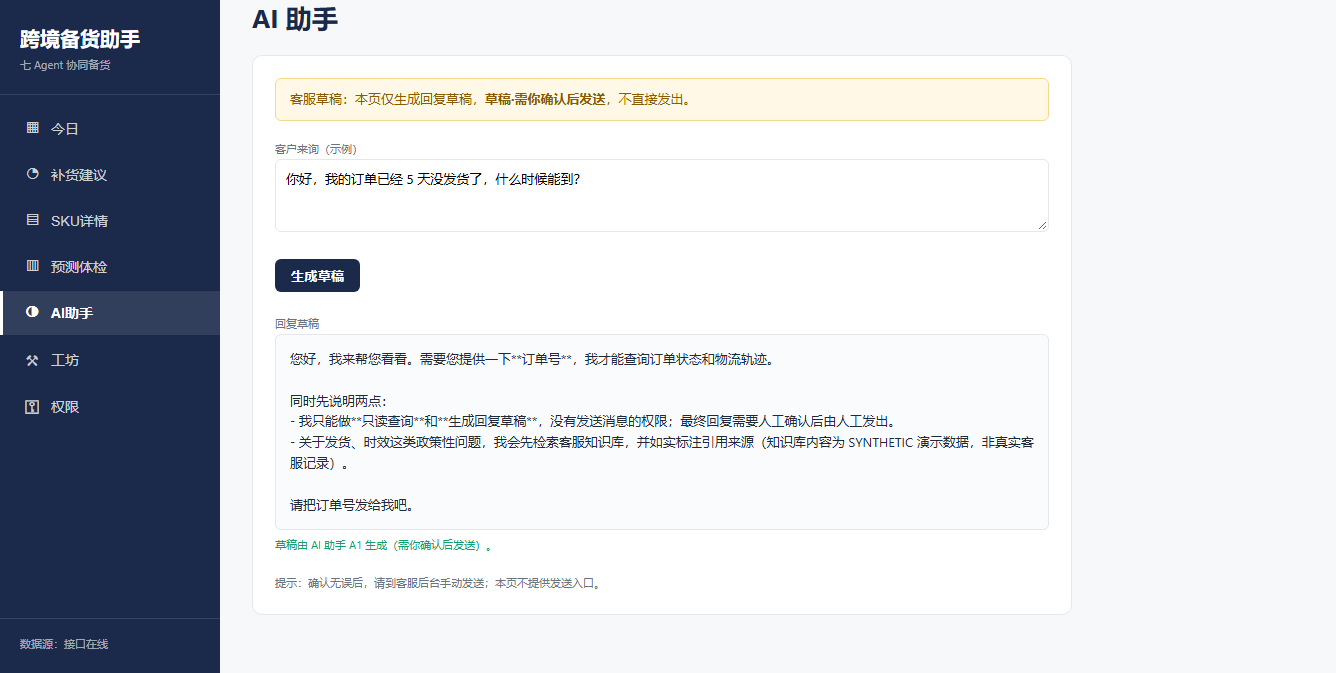 跨境备货助手
七 Agent 协同备货
今日
补货建议
SKU详情
预测体检
AI助手
工坊
权限
数据源：接口在线
AI 助手
客服草稿：本页仅生成回复草稿，草稿·需你确认后发送，不直接发出。
客户来询（示例）
你好，我的订单已经 5 天没发货了，什么时候能到？
生成草稿
回复草稿
您好，我来帮您看看。需要您提供一下**订单号**，我才能查询订单状态和物流轨迹。
同时先说明两点：
- 我只能做**只读查询**和**生成回复草稿**，没有发送消息的权限；最终回复需要人工确认后由人工发出。
- 关于发货、时效这类政策性问题，我会先检索客服知识库，并如实标注引用来源（知识库内容为 SYNTHETIC 演示数据，非真实客
服记录）。
请把订单号发给我吧。
草稿由 AI 助手 A1 生成（需你确认后发送）。
提示：确认无误后，请到客服后台手动发送；本页不提供发送入口。